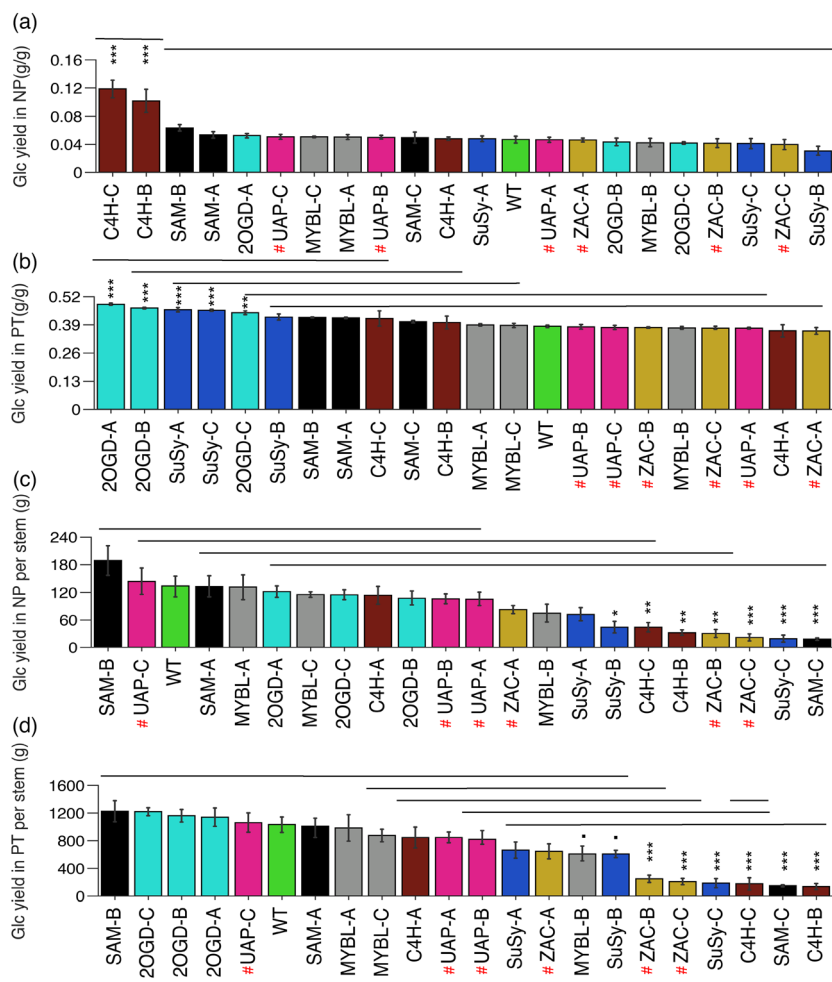 (a)
Glc yield in NP(g/g)
0.16
0.12
0.08
0.04
0
*** ***
C4H-C C4H-B SAM-B SAM-A 2OGD-A #UAP-C MYBL-C MYBL-A #UAP-B SAM-C C4H-A SuSy-A WT #UAP-A #ZAC-A 2OGD-B MYBL-B 2OGD-C #ZAC-B SuSy-C #ZAC-C SuSy-B
(b)
Glc yield in PT(g/g)
0.52
0.39
0.26
0.13
0
*** *** *** *** **
2OGD-A 2OGD-B SuSy-A SuSy-C 2OGD-C SuSy-B SAM-B SAM-A C4H-A SAM-C C4H-B MYBL-A MYBL-C WT #UAP-B #UAP-C #ZAC-B MYBL-B #ZAC-C #UAP-A C4H-A #ZAC-A
(c)
Glc yield in NP per stem (g)
240
180
120
60
0
* ** ** ** *** *** ***
SAM-B #UAP-C WT SAM-A MYBL-A 2OGD-A MYBL-C 2OGD-C C4H-A 2OGD-B #UAP-B #UAP-A #ZAC-A MYBL-B SuSy-A SuSy-B C4H-C C4H-B #ZAC-B #ZAC-C SuSy-C SAM-C
(d)
Glc yield in PT per stem (g)
1600
1200
800
400
0
. . *** *** *** *** *** ***
SAM-B 2OGD-C 2OGD-B 2OGD-A #UAP-C WT SAM-A MYBL-A MYBL-C C4H-A #UAP-A #UAP-B SuSy-A #ZAC-A MYBL-B SuSy-B #ZAC-B #ZAC-C SuSy-C C4H-C SAM-C C4H-B